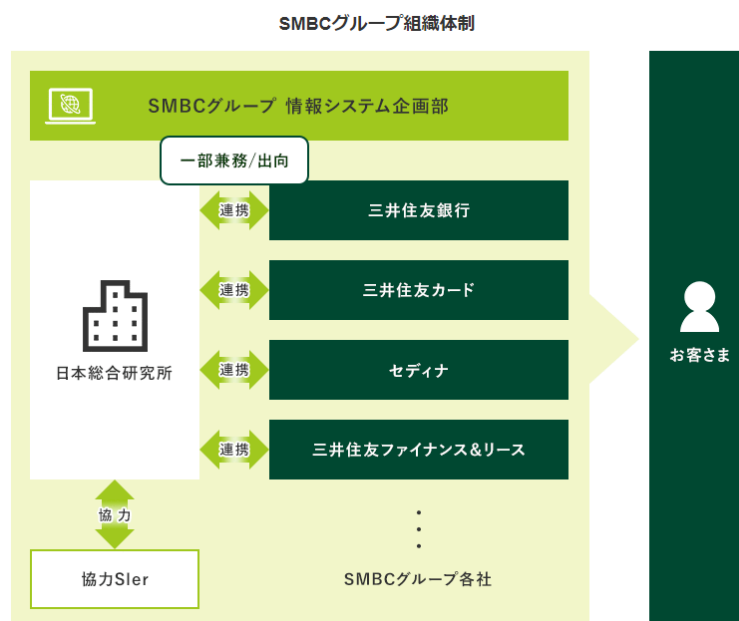 SMBCグループ組織体制
SMBCグループ 情報システム企画部
一部兼務/出向
連携
三井住友銀行
連携
三井住友カード
日本総合研究所
連携
セディナ
連携
三井住友ファイナンス&リース
協力
協力SIer
SMBCグループ各社
お客さま